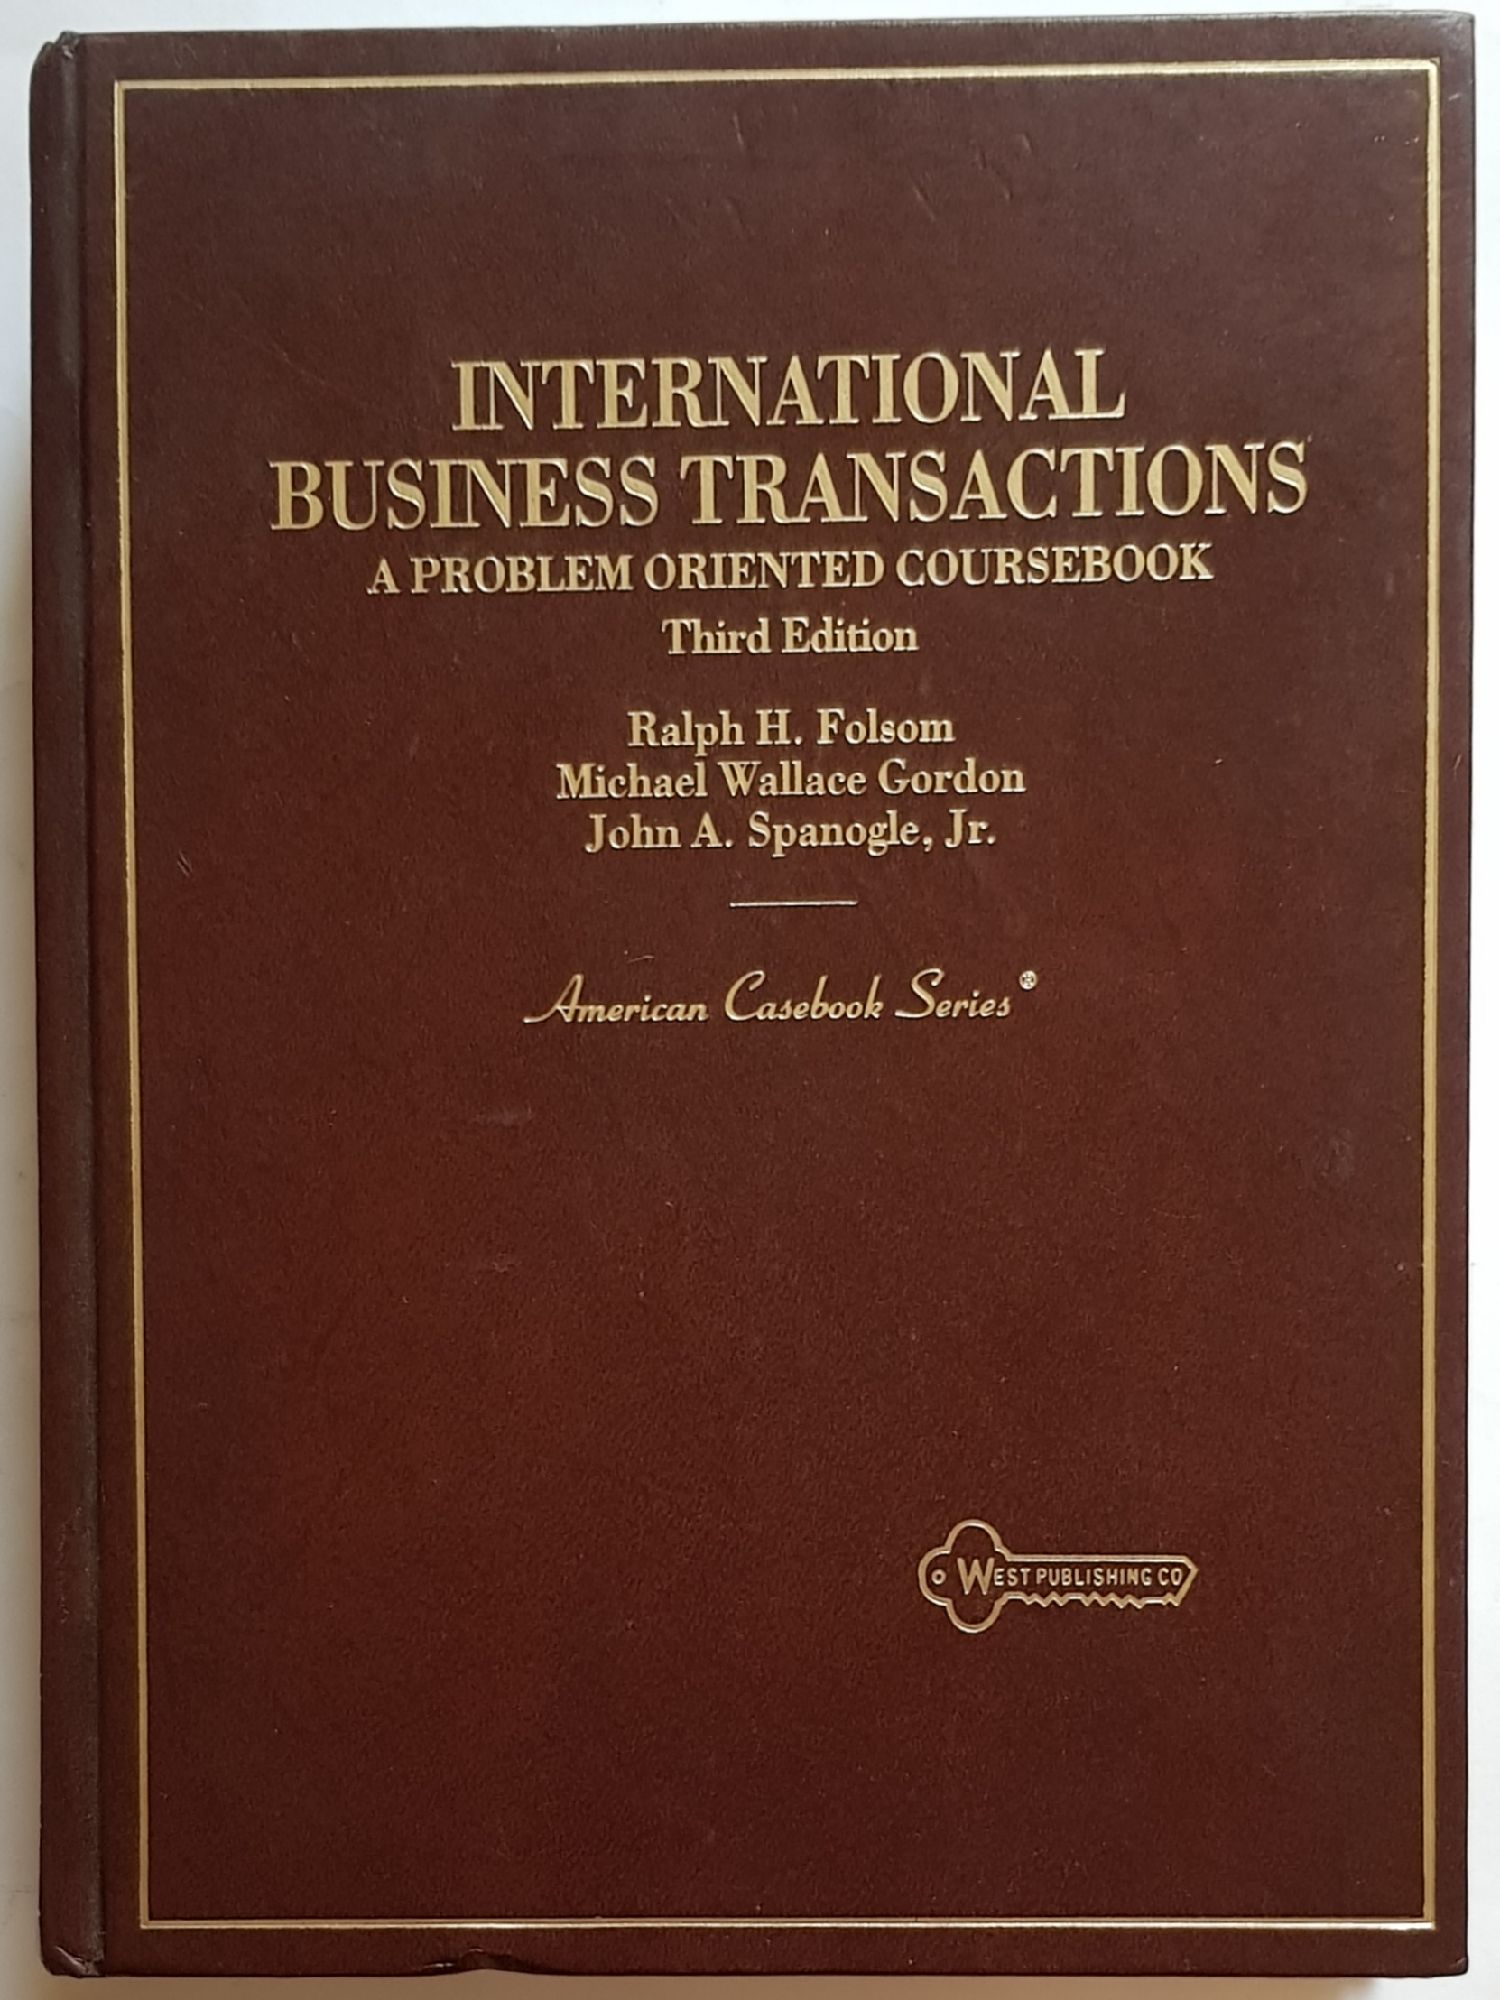 INTERNATIONAL
BUSINESS TRANSACTIONS
A PROBLEM ORIENTED COURSEBOOK
Third Edition
Ralph H. Folsom
Michael Wallace Gordon
John A. Spanogle, Jr.
American Casebook Series®
WEST PUBLISHING CO